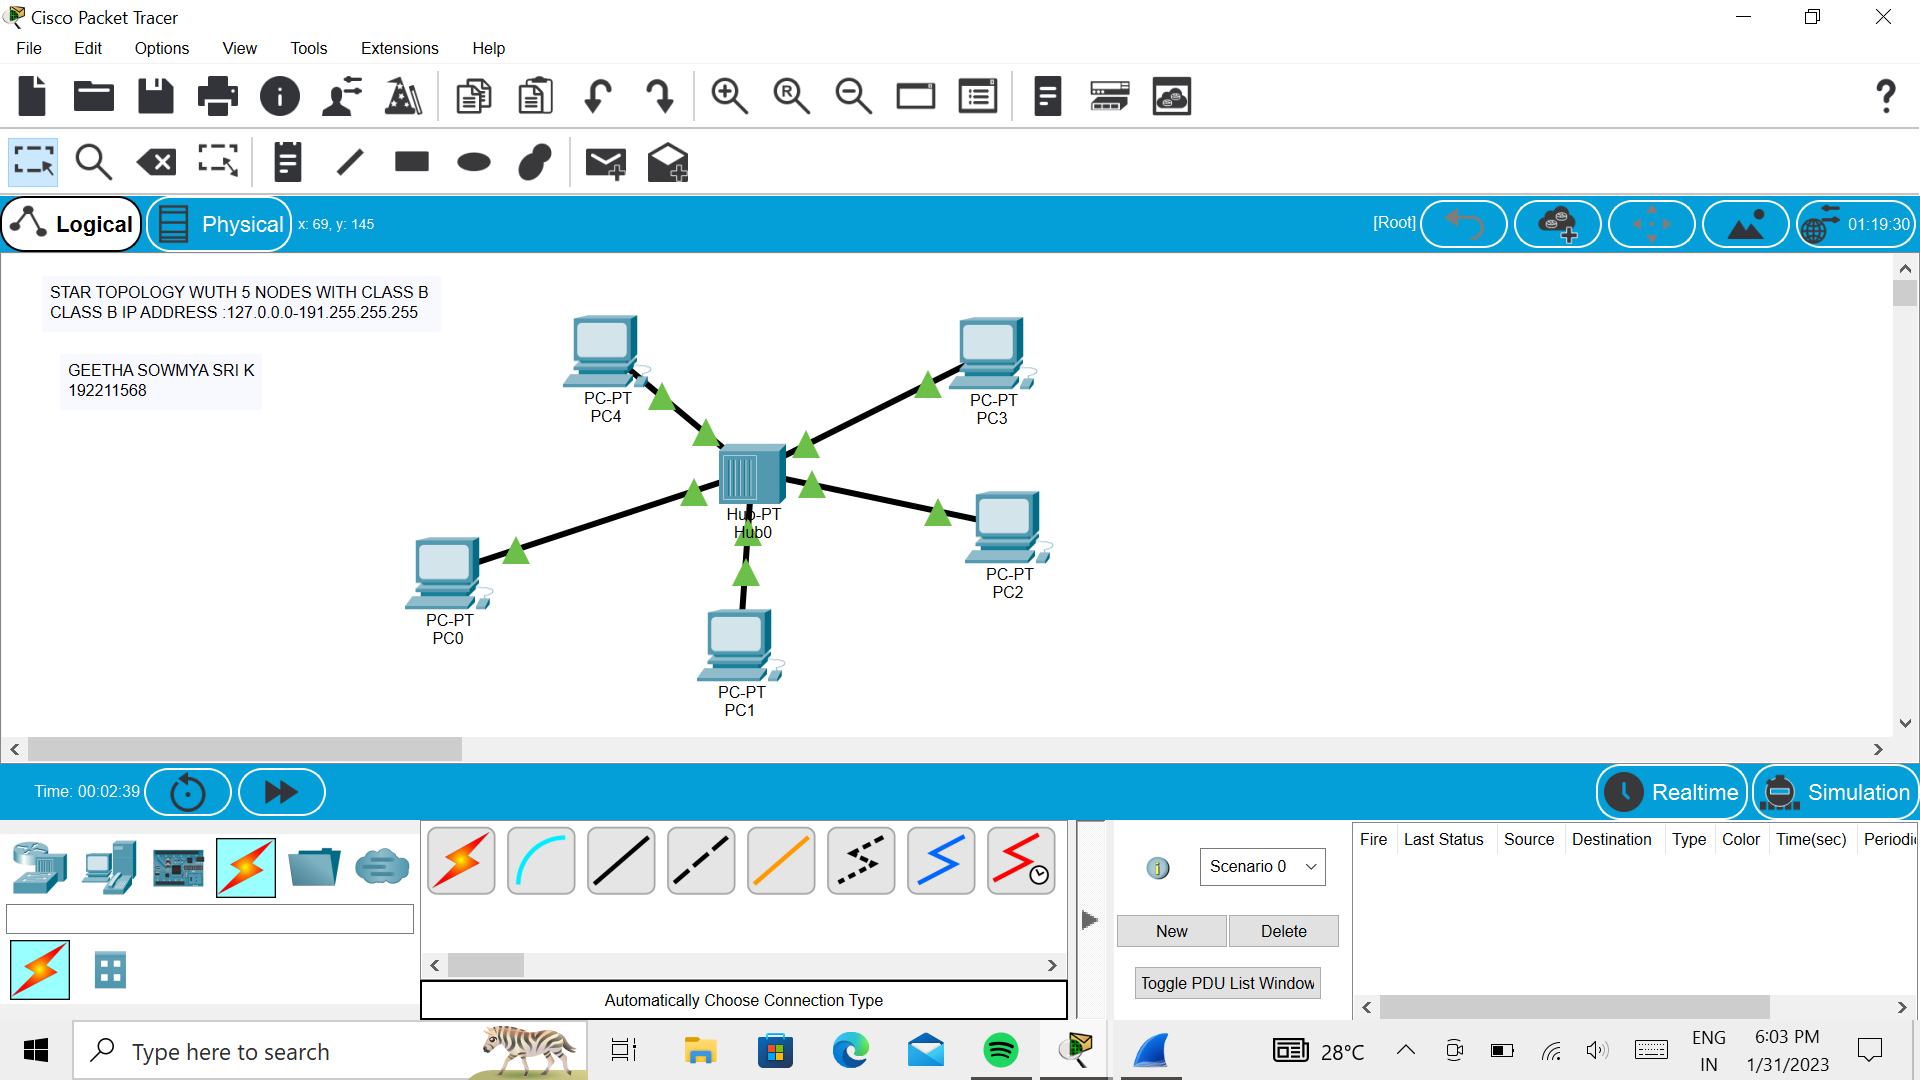 Cisco Packet Tracer
File Edit Options View Tools Extensions Help
Logical Physical x: 69, y: 145 [Root] 01:19:30
STAR TOPOLOGY WUTH 5 NODES WITH CLASS B
CLASS B IP ADDRESS :127.0.0.0-191.255.255.255
GEETHA SOWMYA SRI K
192211568
PC-PT
PC4
PC-PT
PC3
Hub-PT
Hub0
PC-PT
PC2
PC-PT
PC0
PC-PT
PC1
Time: 00:02:39 Realtime Simulation
Fire Last Status Source Destination Type Color Time(sec) Periodi
Scenario 0
New Delete
Toggle PDU List Window
Automatically Choose Connection Type
Type here to search
28°C
ENG
IN
6:03 PM
1/31/2023